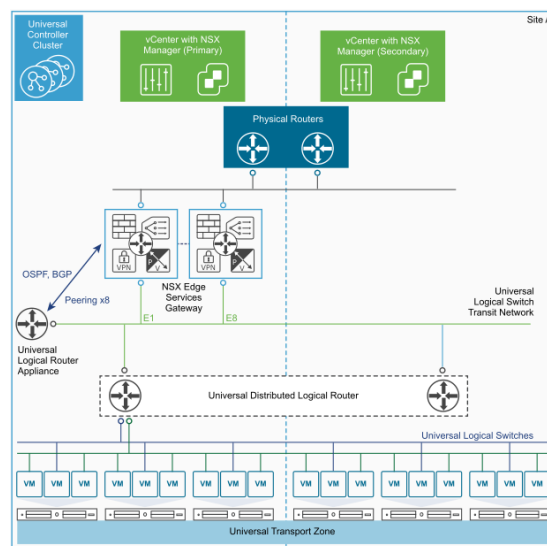 Universal
Controller
Cluster
vCenter with NSX
Manager (Primary)
vCenter with NSX
Manager (Secondary)
Site A
Physical Routers
VPN
P
V
VPN
P
V
NSX Edge
Services
Gateway
OSPF, BGP
Peering x8
E1
E8
Universal
Logical Switch
Transit Network
Universal
Logical Router
Appliance
Universal Distributed Logical Router
Universal Logical Switches
VM VM VM VM VM VM VM VM VM VM VM VM VM VM VM VM VM VM
Universal Transport Zone